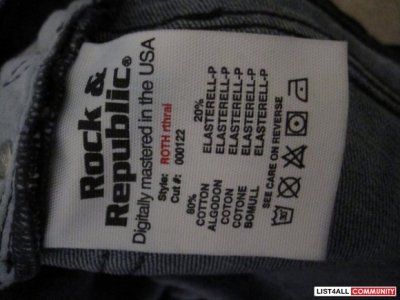 Rock &
Republic®
Digitally mastered in the USA
Style: ROTH rthrai
Cut #: 000122
80% 20%
COTTON ELASTERELL-P
ALGODON ELASTERELL-P
COTON ELASTERELL-P
COTONE ELASTERELL-P
BOMULL ELASTERELL-P
SEE CARE ON REVERSE
LIST4ALL COMMUNITY